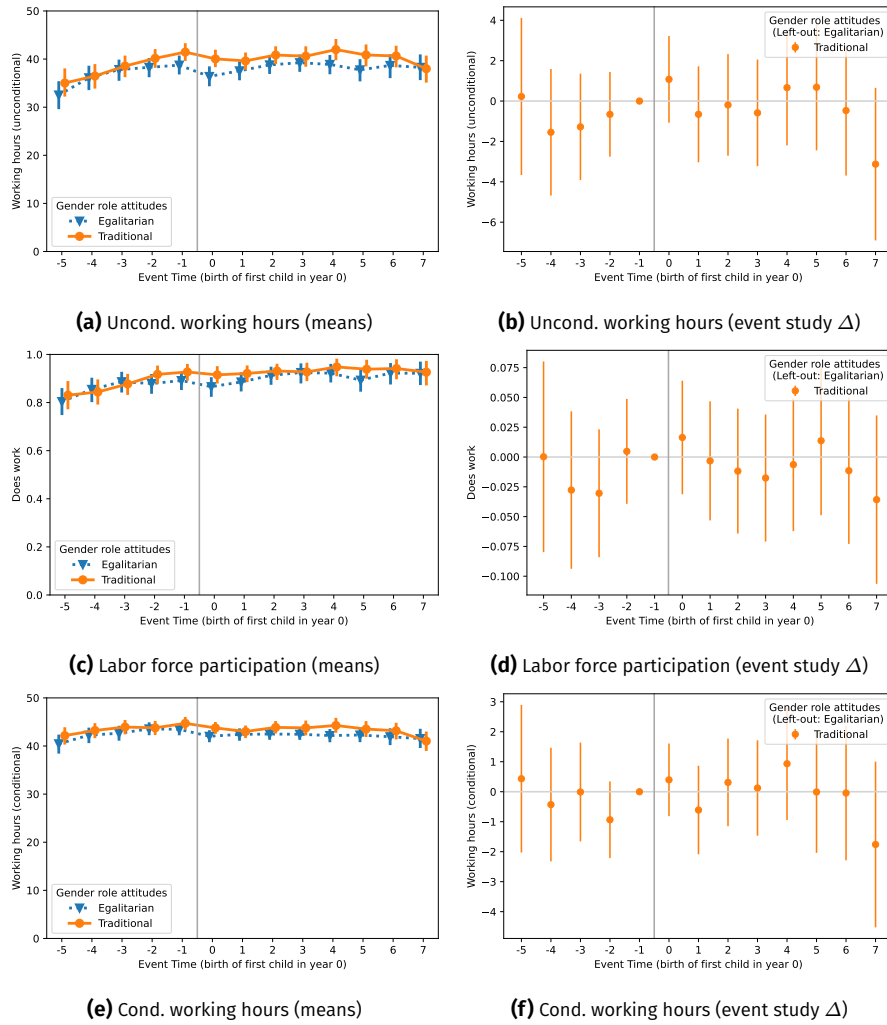 50
40
30
20
10
0
Working hours (unconditional)
Gender role attitudes
Egalitarian
Traditional
-5 -4 -3 -2 -1 0 1 2 3 4 5 6 7
Event Time (birth of first child in year 0)
(a) Uncond. working hours (means)
4
2
0
−2
−4
−6
Working hours (unconditional)
Gender role attitudes
(Left-out: Egalitarian)
Traditional
-5 -4 -3 -2 -1 0 1 2 3 4 5 6 7
Event Time (birth of first child in year 0)
(b) Uncond. working hours (event study Δ)
1.0
0.8
0.6
0.4
0.2
0.0
Does work
Gender role attitudes
Egalitarian
Traditional
-5 -4 -3 -2 -1 0 1 2 3 4 5 6 7
Event Time (birth of first child in year 0)
(c) Labor force participation (means)
0.075
0.050
0.025
0.000
−0.025
−0.050
−0.075
−0.100
Does work
Gender role attitudes
(Left-out: Egalitarian)
Traditional
-5 -4 -3 -2 -1 0 1 2 3 4 5 6 7
Event Time (birth of first child in year 0)
(d) Labor force participation (event study Δ)
50
40
30
20
10
0
Working hours (conditional)
Gender role attitudes
Egalitarian
Traditional
-5 -4 -3 -2 -1 0 1 2 3 4 5 6 7
Event Time (birth of first child in year 0)
(e) Cond. working hours (means)
3
2
1
0
−1
−2
−3
−4
Working hours (conditional)
Gender role attitudes
(Left-out: Egalitarian)
Traditional
-5 -4 -3 -2 -1 0 1 2 3 4 5 6 7
Event Time (birth of first child in year 0)
(f) Cond. working hours (event study Δ)